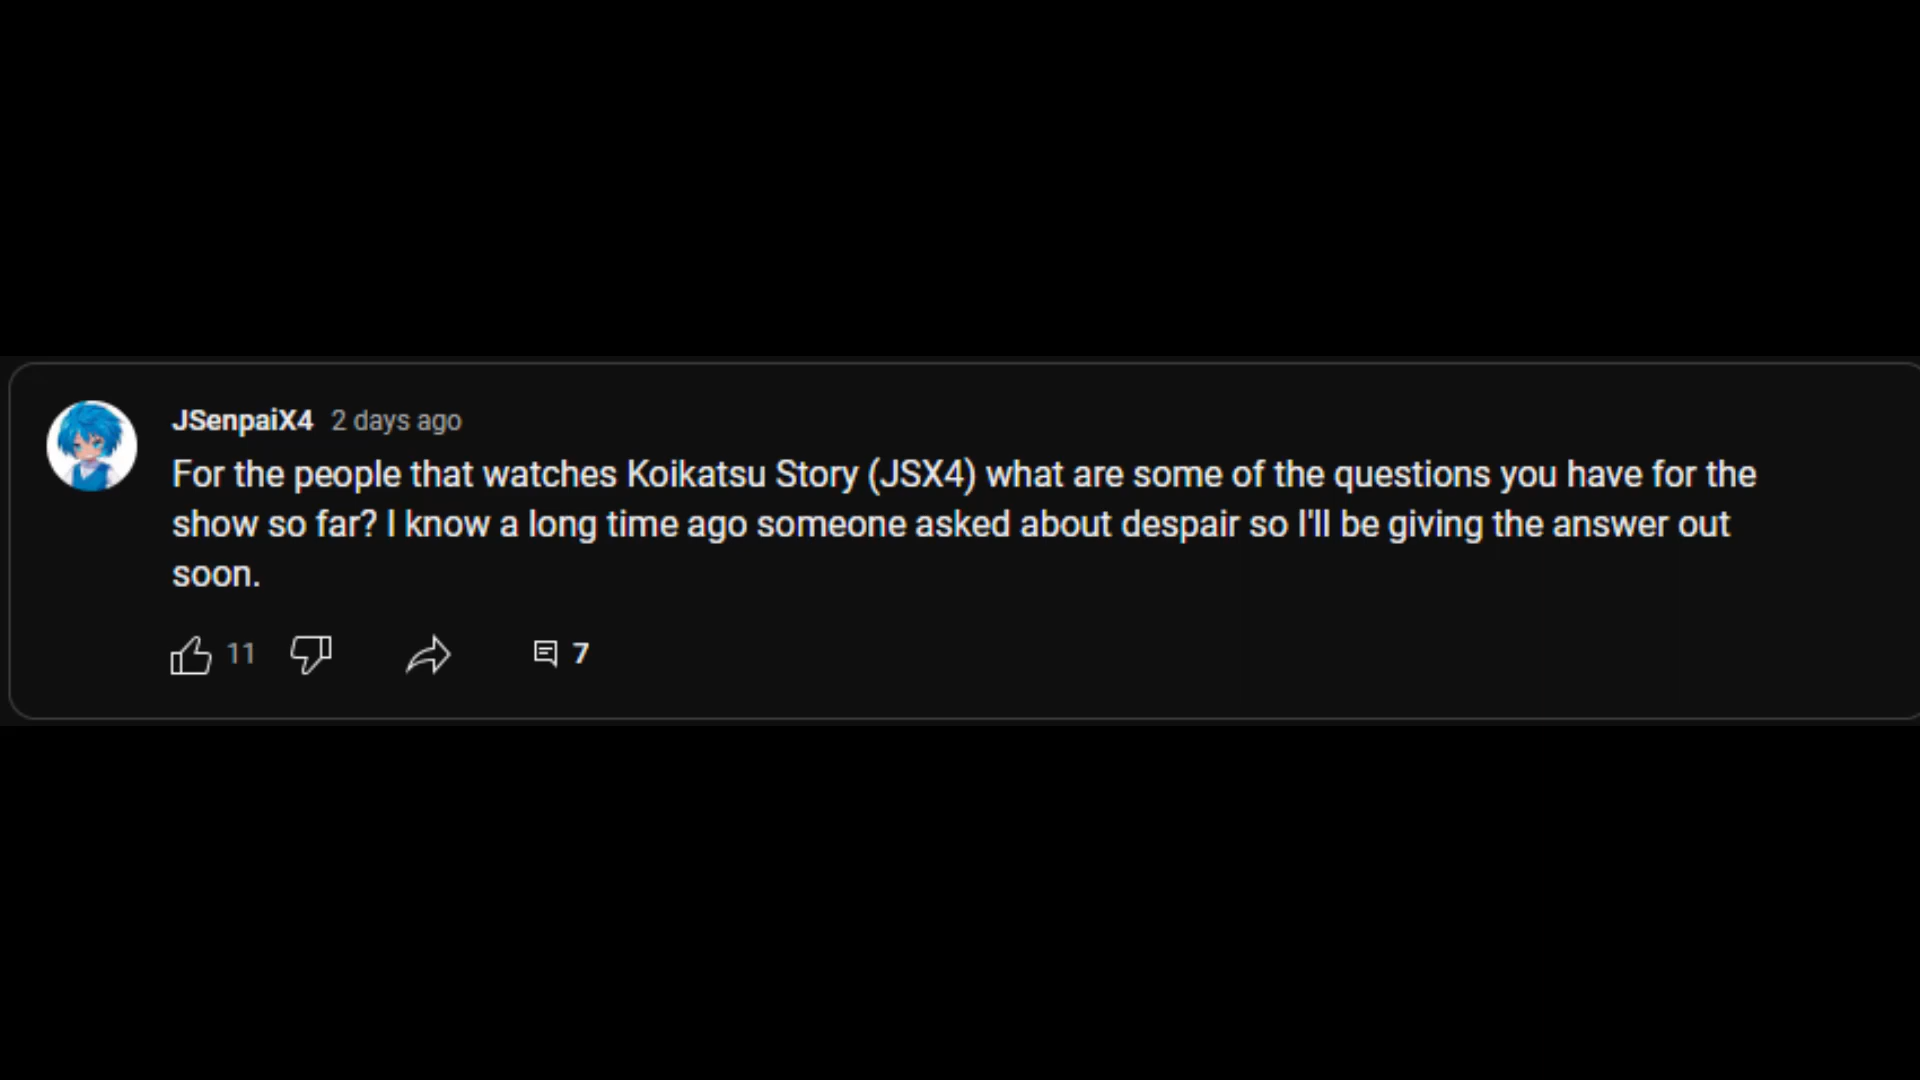 JSenpaiX4 2 days ago
For the people that watches Koikatsu Story (JSX4) what are some of the questions you have for the
show so far? I know a long time ago someone asked about despair so I'll be giving the answer out
soon.
11 7